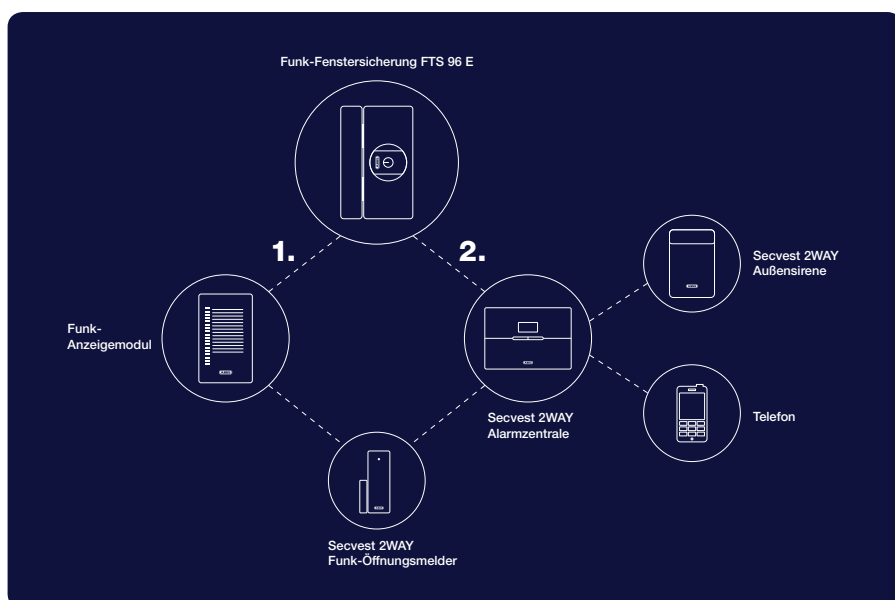 Funk-Fenstersicherung FTS 96 E
1.
2.
Secvest 2WAY
Außensirene
Funk-
Anzeigemodul
Secvest 2WAY
Alarmzentrale
Telefon
Secvest 2WAY
Funk-Öffnungsmelder